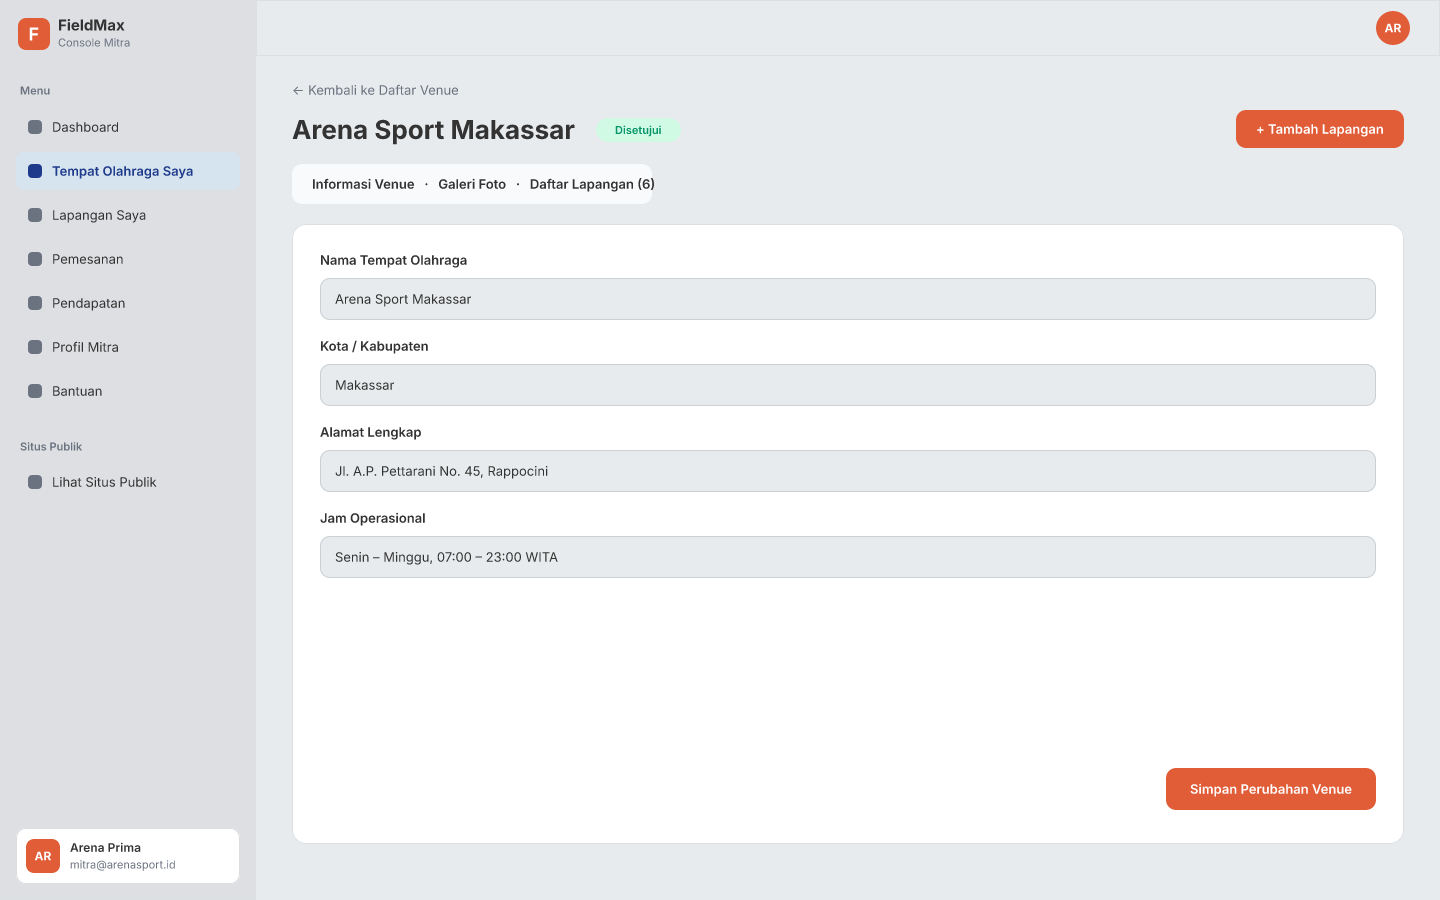 F
FieldMax
Console Mitra
Menu
Dashboard
Tempat Olahraga Saya
Lapangan Saya
Pemesanan
Pendapatan
Profil Mitra
Bantuan
Situs Publik
Lihat Situs Publik
AR
Arena Prima
mitra@arenasport.id
AR
← Kembali ke Daftar Venue
Arena Sport Makassar
Disetujui
+ Tambah Lapangan
Informasi Venue · Galeri Foto · Daftar Lapangan (6)
Nama Tempat Olahraga
Arena Sport Makassar
Kota / Kabupaten
Makassar
Alamat Lengkap
Jl. A.P. Pettarani No. 45, Rappocini
Jam Operasional
Senin – Minggu, 07:00 – 23:00 WITA
Simpan Perubahan Venue